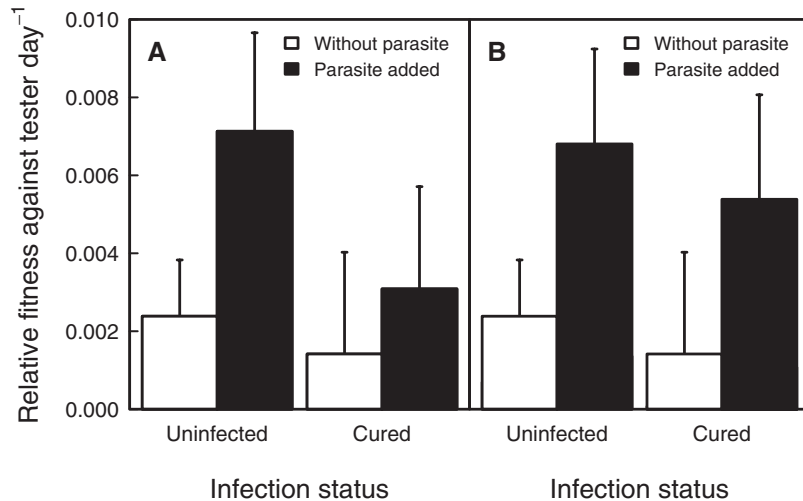 Relative fitness against tester day⁻¹
0.010
0.008
0.006
0.004
0.002
0.000
A
Without parasite
Parasite added
B
Without parasite
Parasite added
Uninfected Cured Uninfected Cured
Infection status Infection status